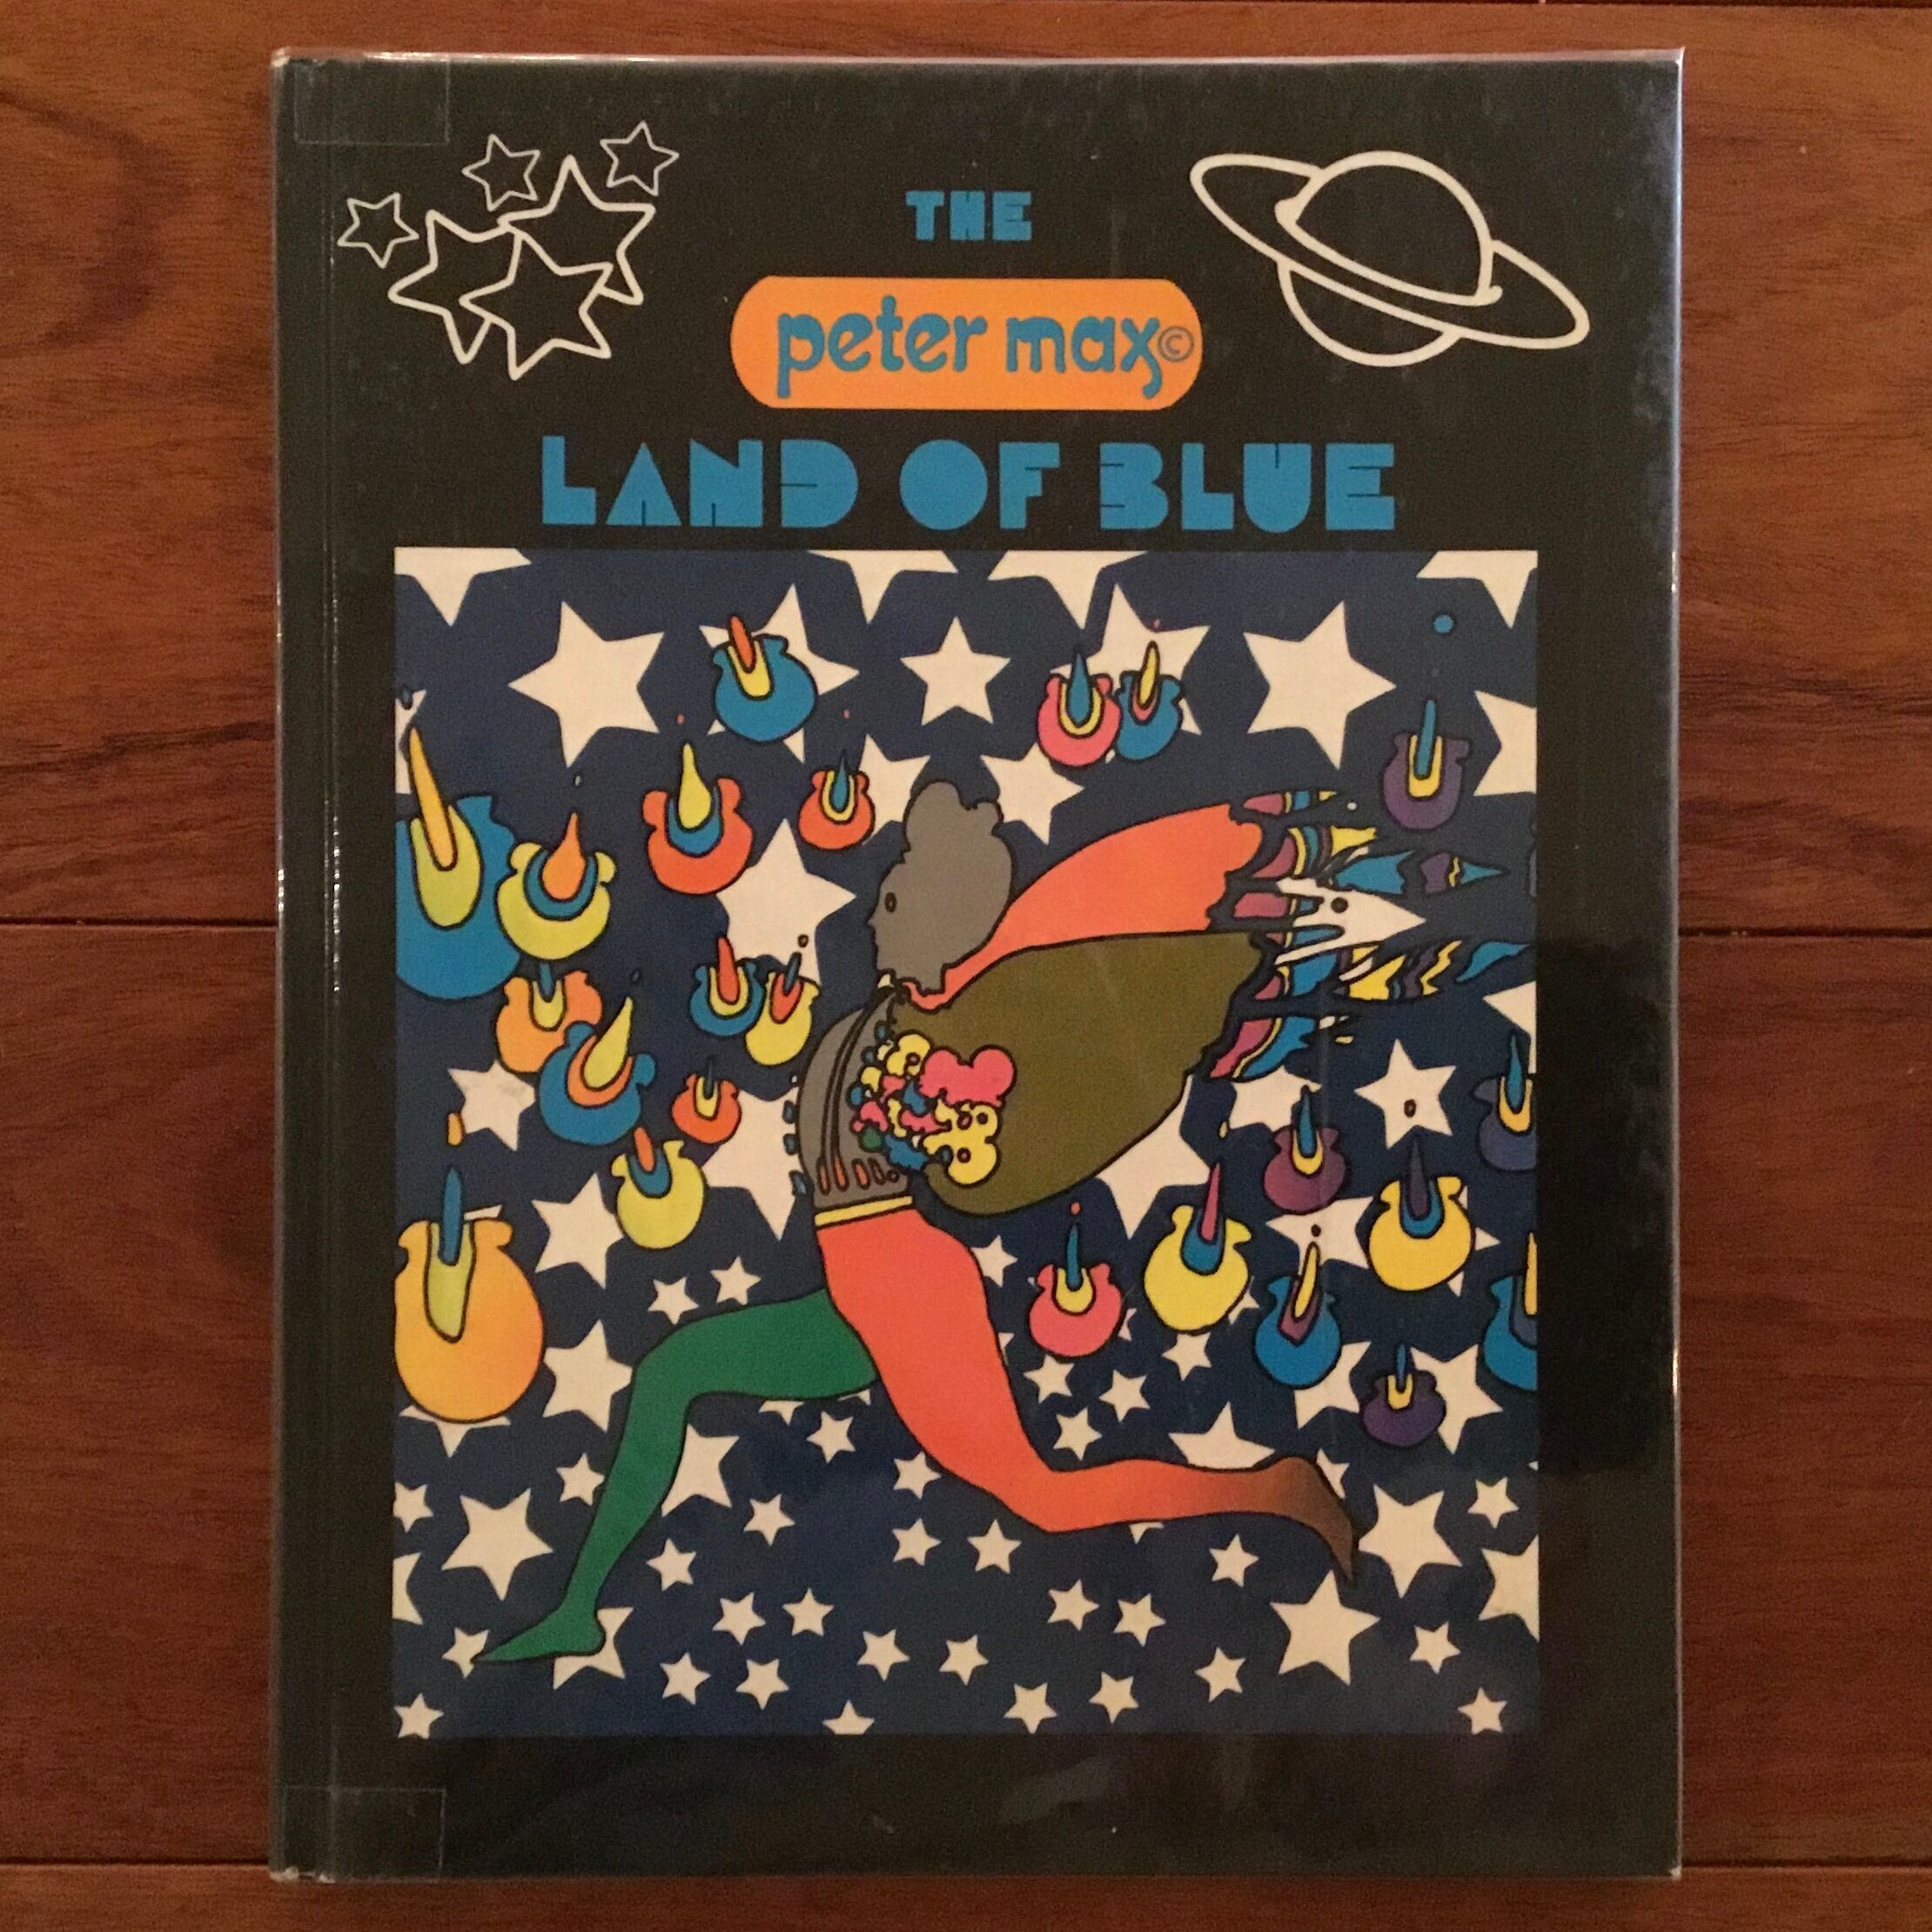 THE
peter max©
LAND OF BLUE